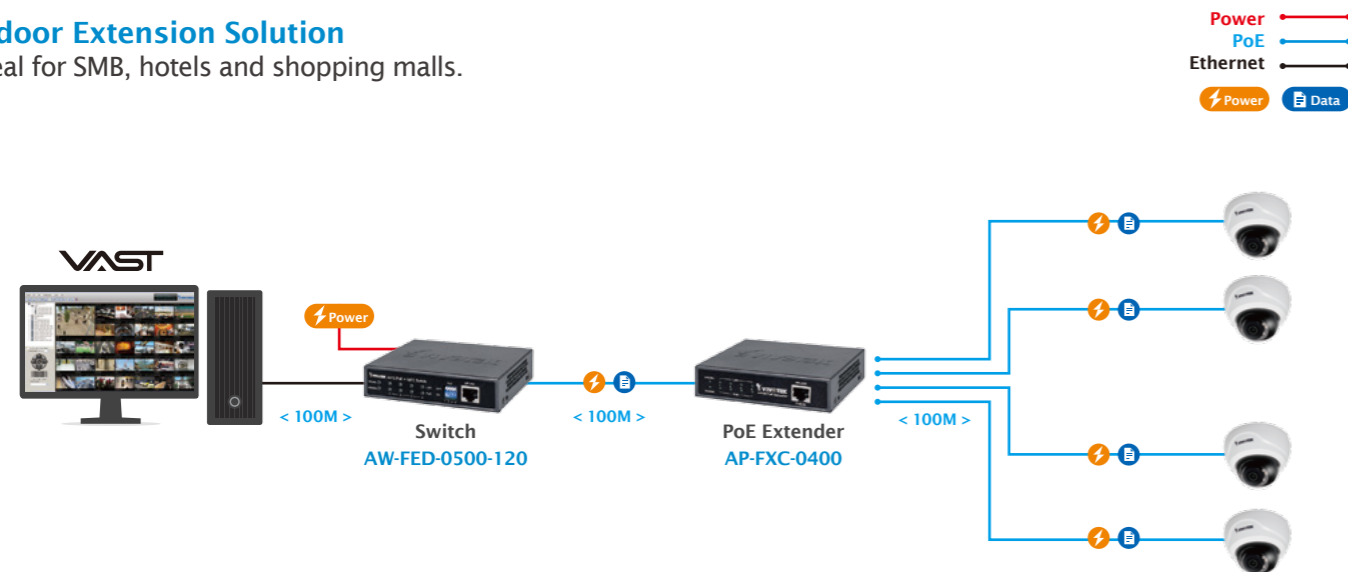 door Extension Solution
eal for SMB, hotels and shopping malls.
Power
PoE
Ethernet
Power
Data
VAST
Power
< 100M >
< 100M >
< 100M >
Switch
AW-FED-0500-120
PoE Extender
AP-FXC-0400